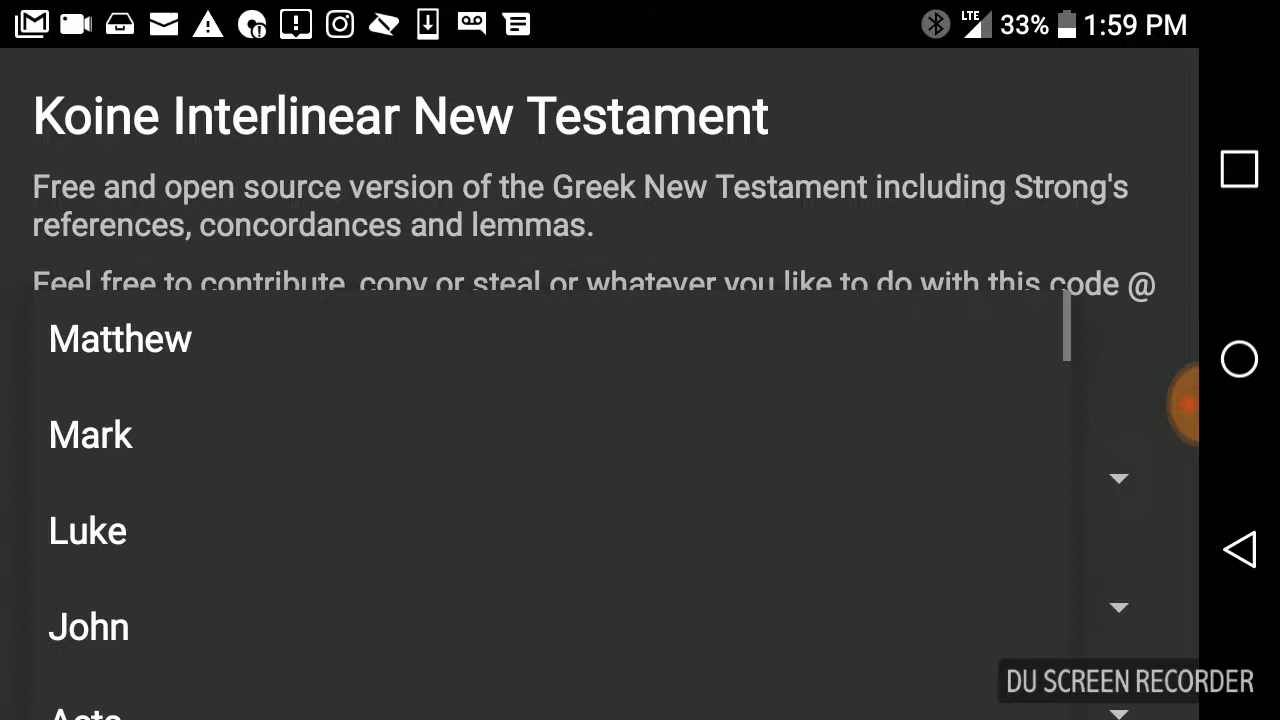 LTE 33% 1:59 PM
Koine Interlinear New Testament
Free and open source version of the Greek New Testament including Strong's
references, concordances and lemmas.
Feel free to contribute, copy or steal or whatever you like to do with this code @
Matthew
Mark
Luke
John
Acts
DU SCREEN RECORDER